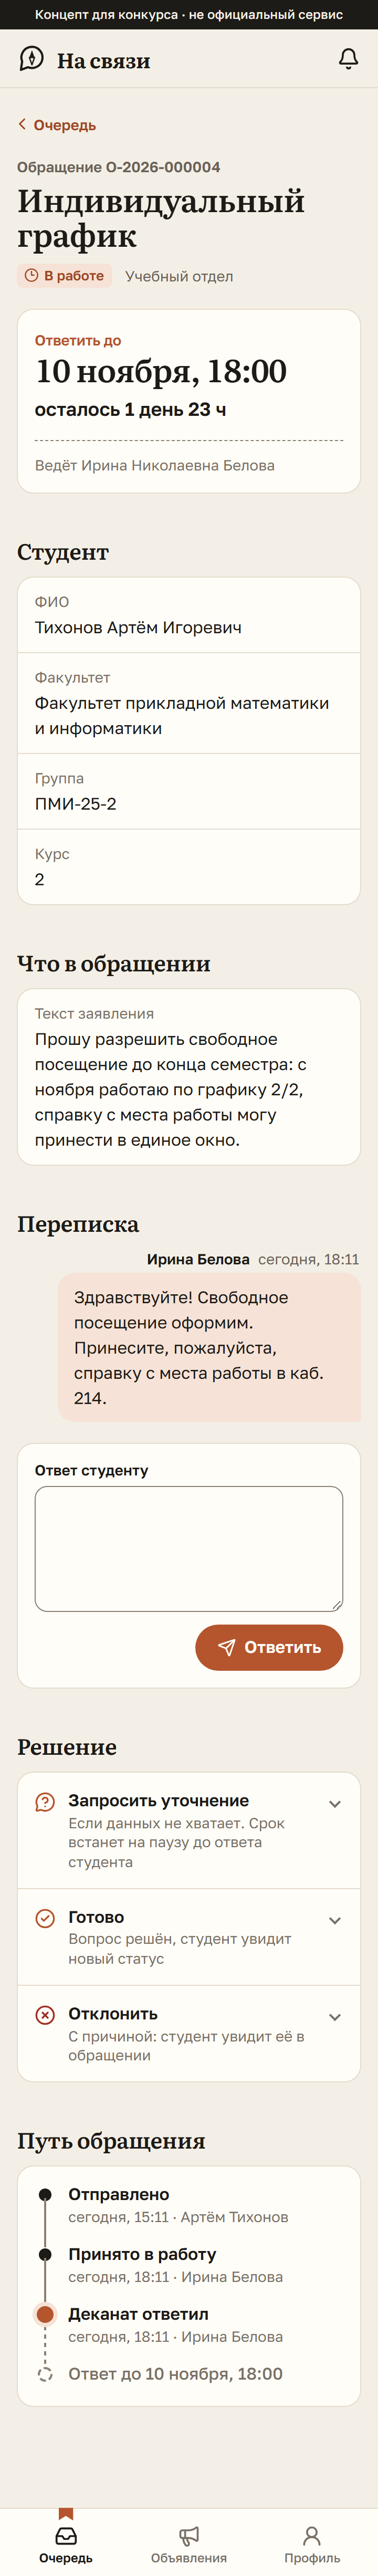 Концепт для конкурса · не официальный сервис
На связи
Очередь
Обращение О-2026-000004
Индивидуальный
график
В работе Учебный отдел
Ответить до
10 ноября, 18:00
осталось 1 день 23 ч
Ведёт Ирина Николаевна Белова
Студент
ФИО
Тихонов Артём Игоревич
Факультет
Факультет прикладной математики
и информатики
Группа
ПМИ-25-2
Курс
2
Что в обращении
Текст заявления
Прошу разрешить свободное
посещение до конца семестра: с
ноября работаю по графику 2/2,
справку с места работы могу
принести в единое окно.
Переписка
Ирина Белова сегодня, 18:11
Здравствуйте! Свободное
посещение оформим.
Принесите, пожалуйста,
справку с места работы в каб.
214.
Ответ студенту
Ответить
Решение
Запросить уточнение
Если данных не хватает. Срок
встанет на паузу до ответа
студента
Готово
Вопрос решён, студент увидит
новый статус
Отклонить
С причиной: студент увидит её в
обращении
Путь обращения
Отправлено
сегодня, 15:11 · Артём Тихонов
Принято в работу
сегодня, 18:11 · Ирина Белова
Деканат ответил
сегодня, 18:11 · Ирина Белова
Ответ до 10 ноября, 18:00
Очередь Объявления Профиль